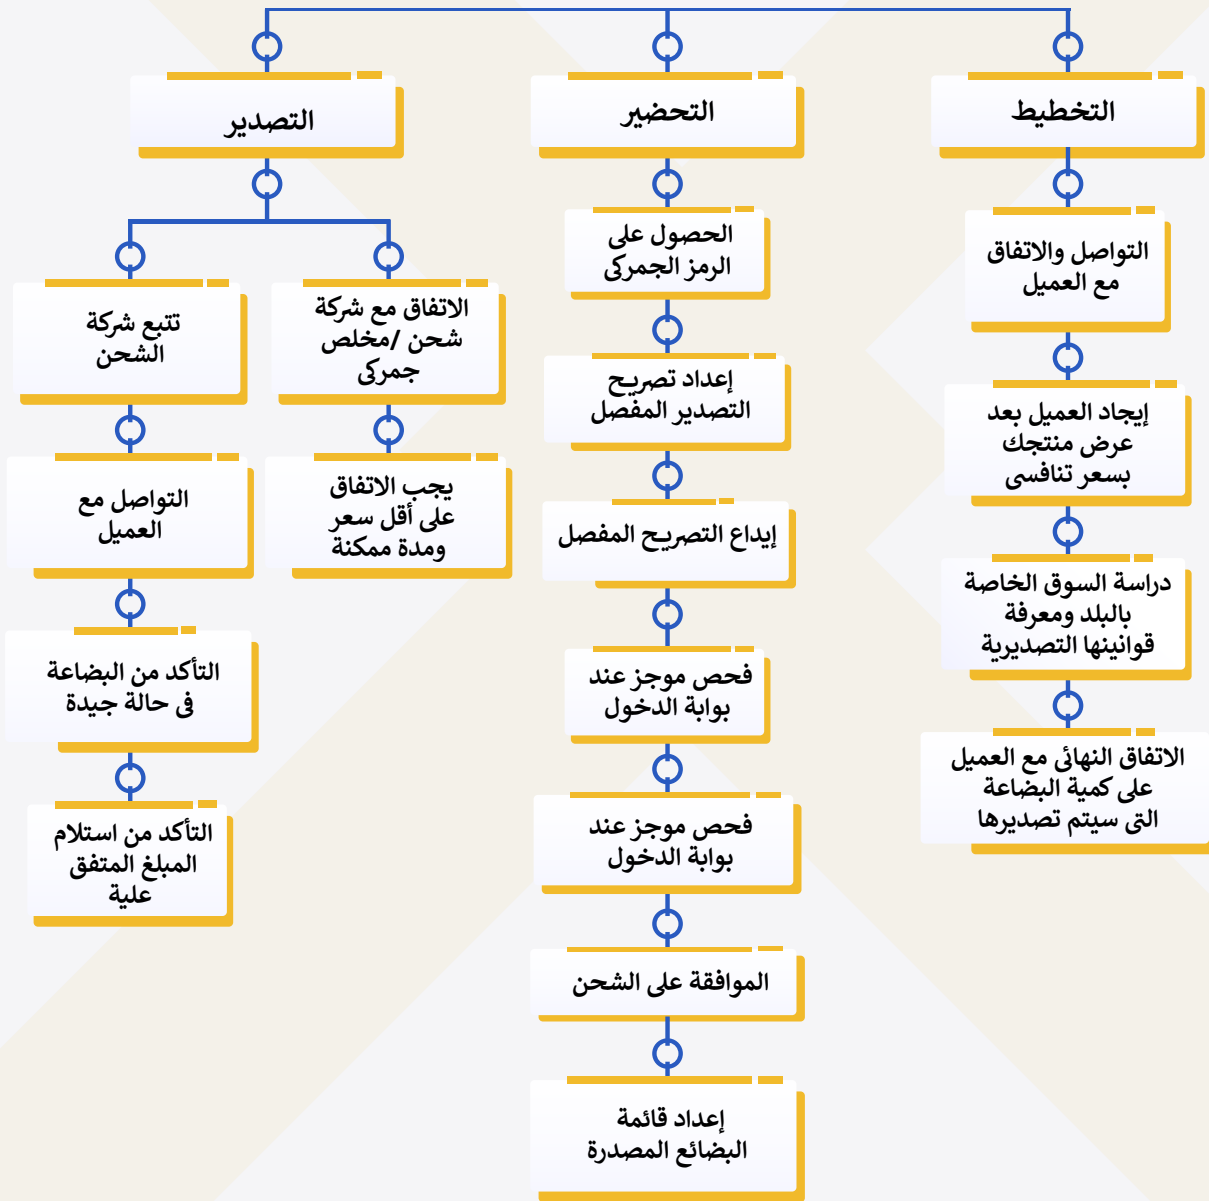 التخطيط
التواصل والاتفاق
مع العميل
إيجاد العميل بعد
عرض منتجك
بسعر تنافسى
دراسة السوق الخاصة
بالبلد ومعرفة
قوانينها التصديرية
الاتفاق النهائى مع العميل
على كمية البضاعة
التى سيتم تصديرها
التحضير
الحصول على
الرمز الجمركى
إعداد تصريح
التصدير المفصل
إيداع التصريح المفصل
فحص موجز عند
بوابة الدخول
فحص موجز عند
بوابة الدخول
الموافقة على الشحن
إعداد قائمة
البضائع المصدرة
التصدير
الاتفاق مع شركة
شحن /مخلص
جمركى
يجب الاتفاق
على أقل سعر
ومدة ممكنة
تتبع شركة
الشحن
التواصل مع
العميل
التأكد من البضاعة
فى حالة جيدة
التأكد من استلام
المبلغ المتفق
علية